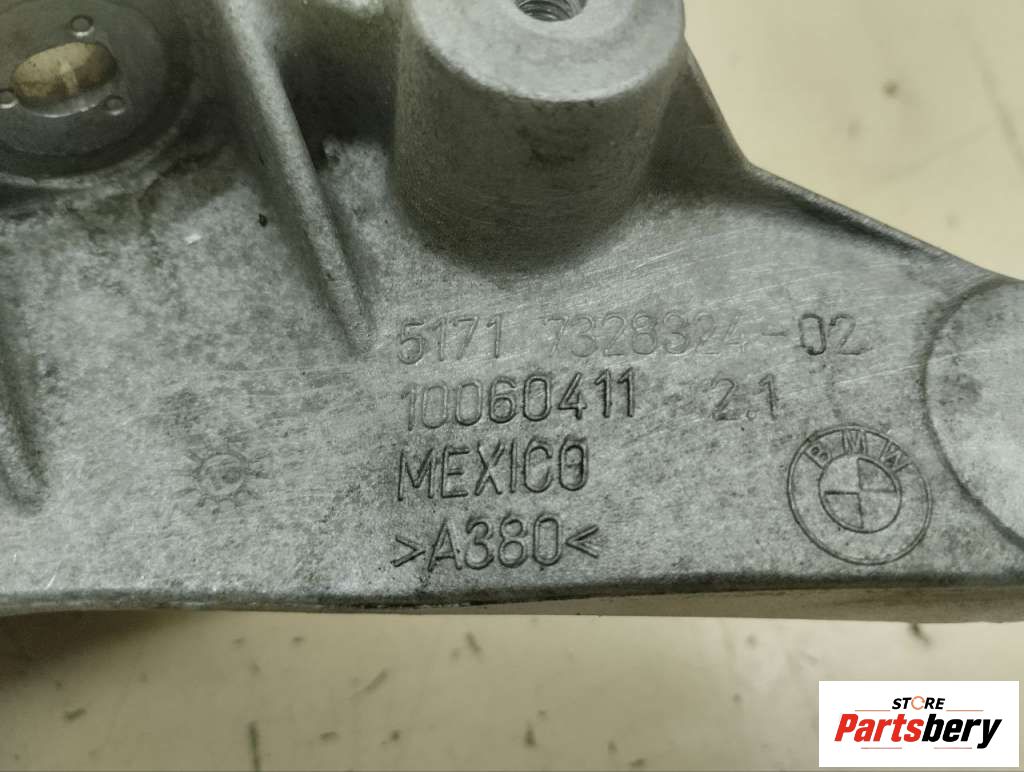 5171 7328324-02
10060411 2.1
MEXICO
>A380<
BMW
STORE
Partsbery